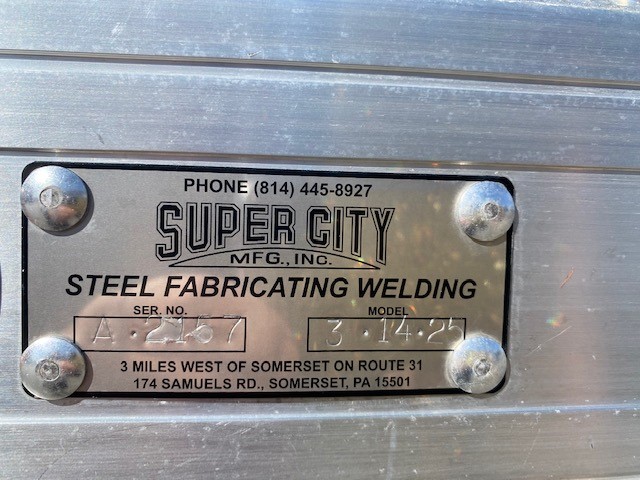 PHONE (814) 445-8927
SUPER CITY
MFG., INC.
STEEL FABRICATING WELDING
SER. NO. MODEL
A · 2167 3 · 14 · 25
3 MILES WEST OF SOMERSET ON ROUTE 31
174 SAMUELS RD., SOMERSET, PA 15501